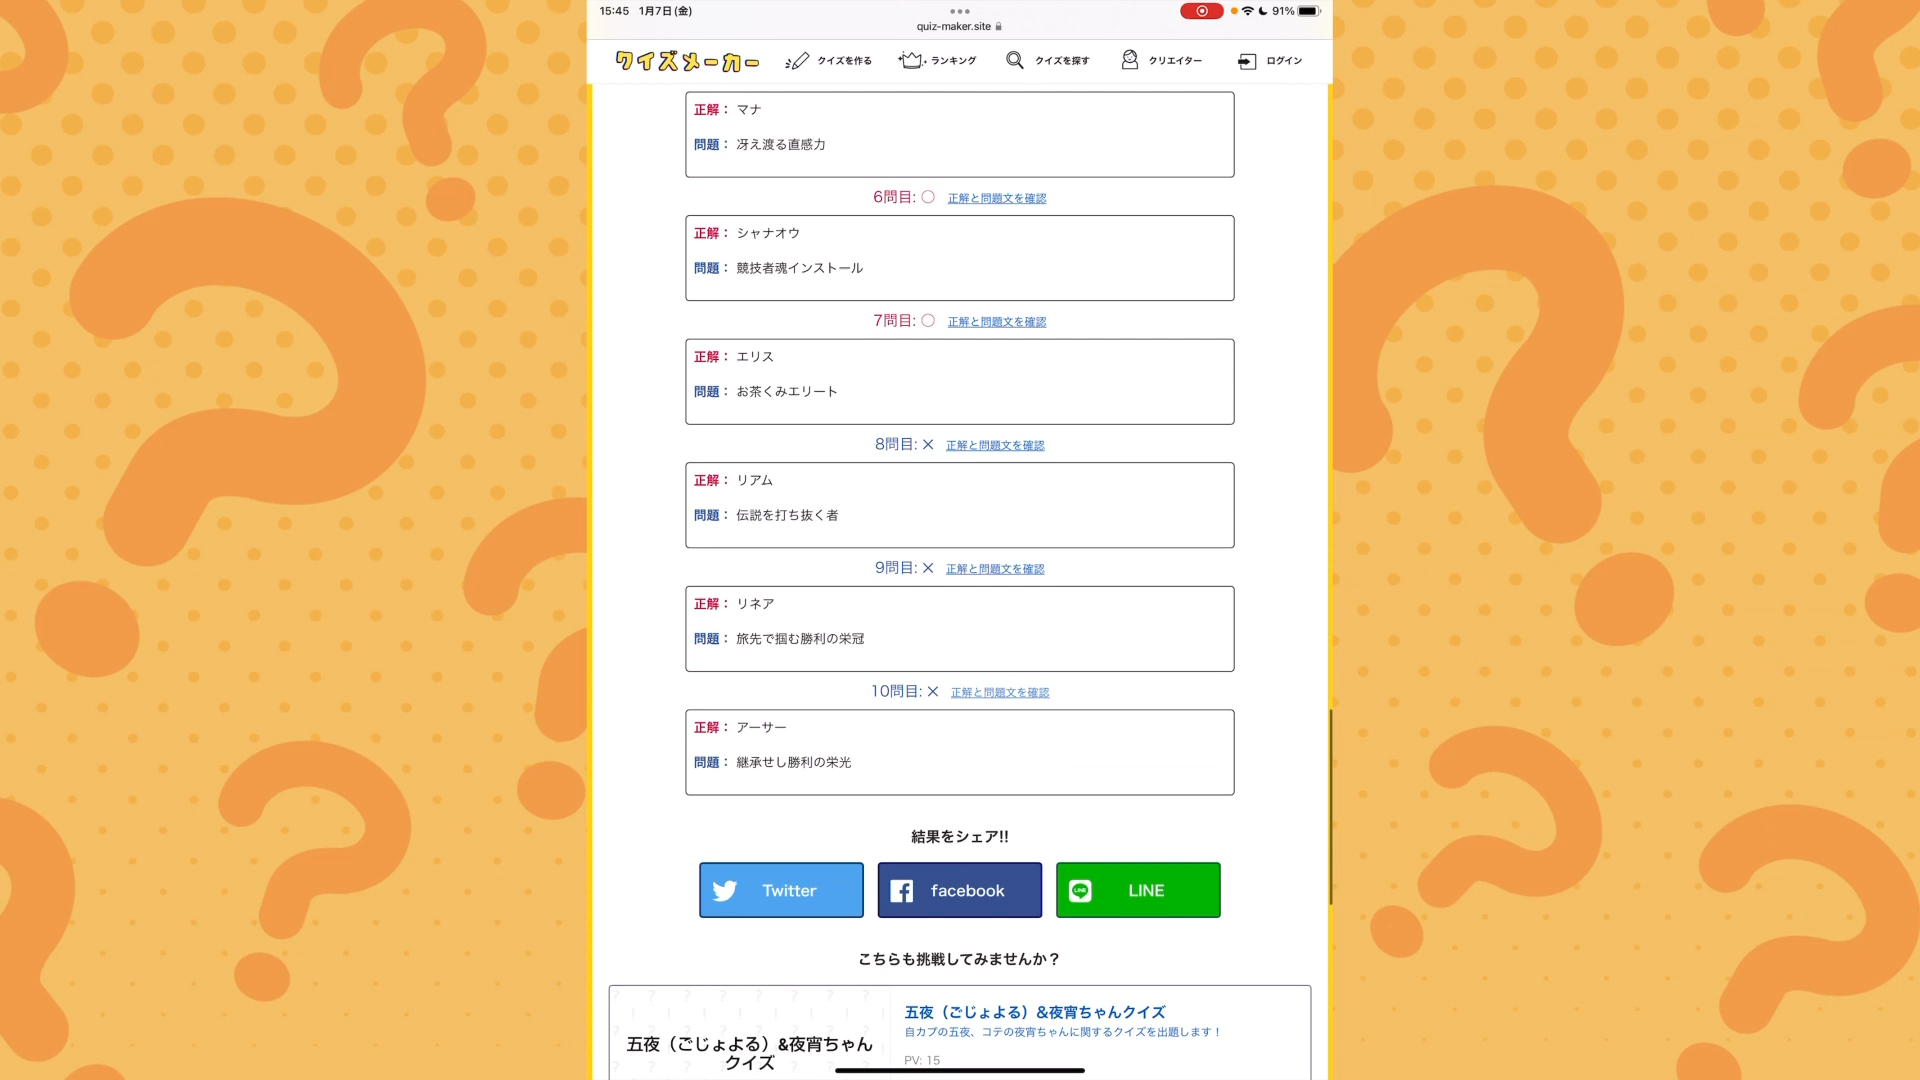 15:45 1月7日(金)
91%
quiz-maker.site
クイズメーカー
クイズを作る
ランキング
クイズを探す
クリエイター
ログイン
正解： マナ
問題： 冴え渡る直感力
6問目: ○ 正解と問題文を確認
正解： シャナオウ
問題： 競技者魂インストール
7問目: ○ 正解と問題文を確認
正解： エリス
問題： お茶くみエリート
8問目: × 正解と問題文を確認
正解： リアム
問題： 伝説を打ち抜く者
9問目: × 正解と問題文を確認
正解： リネア
問題： 旅先で掴む勝利の栄冠
10問目: × 正解と問題文を確認
正解： アーサー
問題： 継承せし勝利の栄光
結果をシェア!!
Twitter
facebook
LINE
こちらも挑戦してみませんか？
五夜（ごじょよる）&夜宵ちゃん
クイズ
五夜（ごじょよる）&夜宵ちゃんクイズ
自カプの五夜、コテの夜宵ちゃんに関するクイズを出題します！
PV: 15